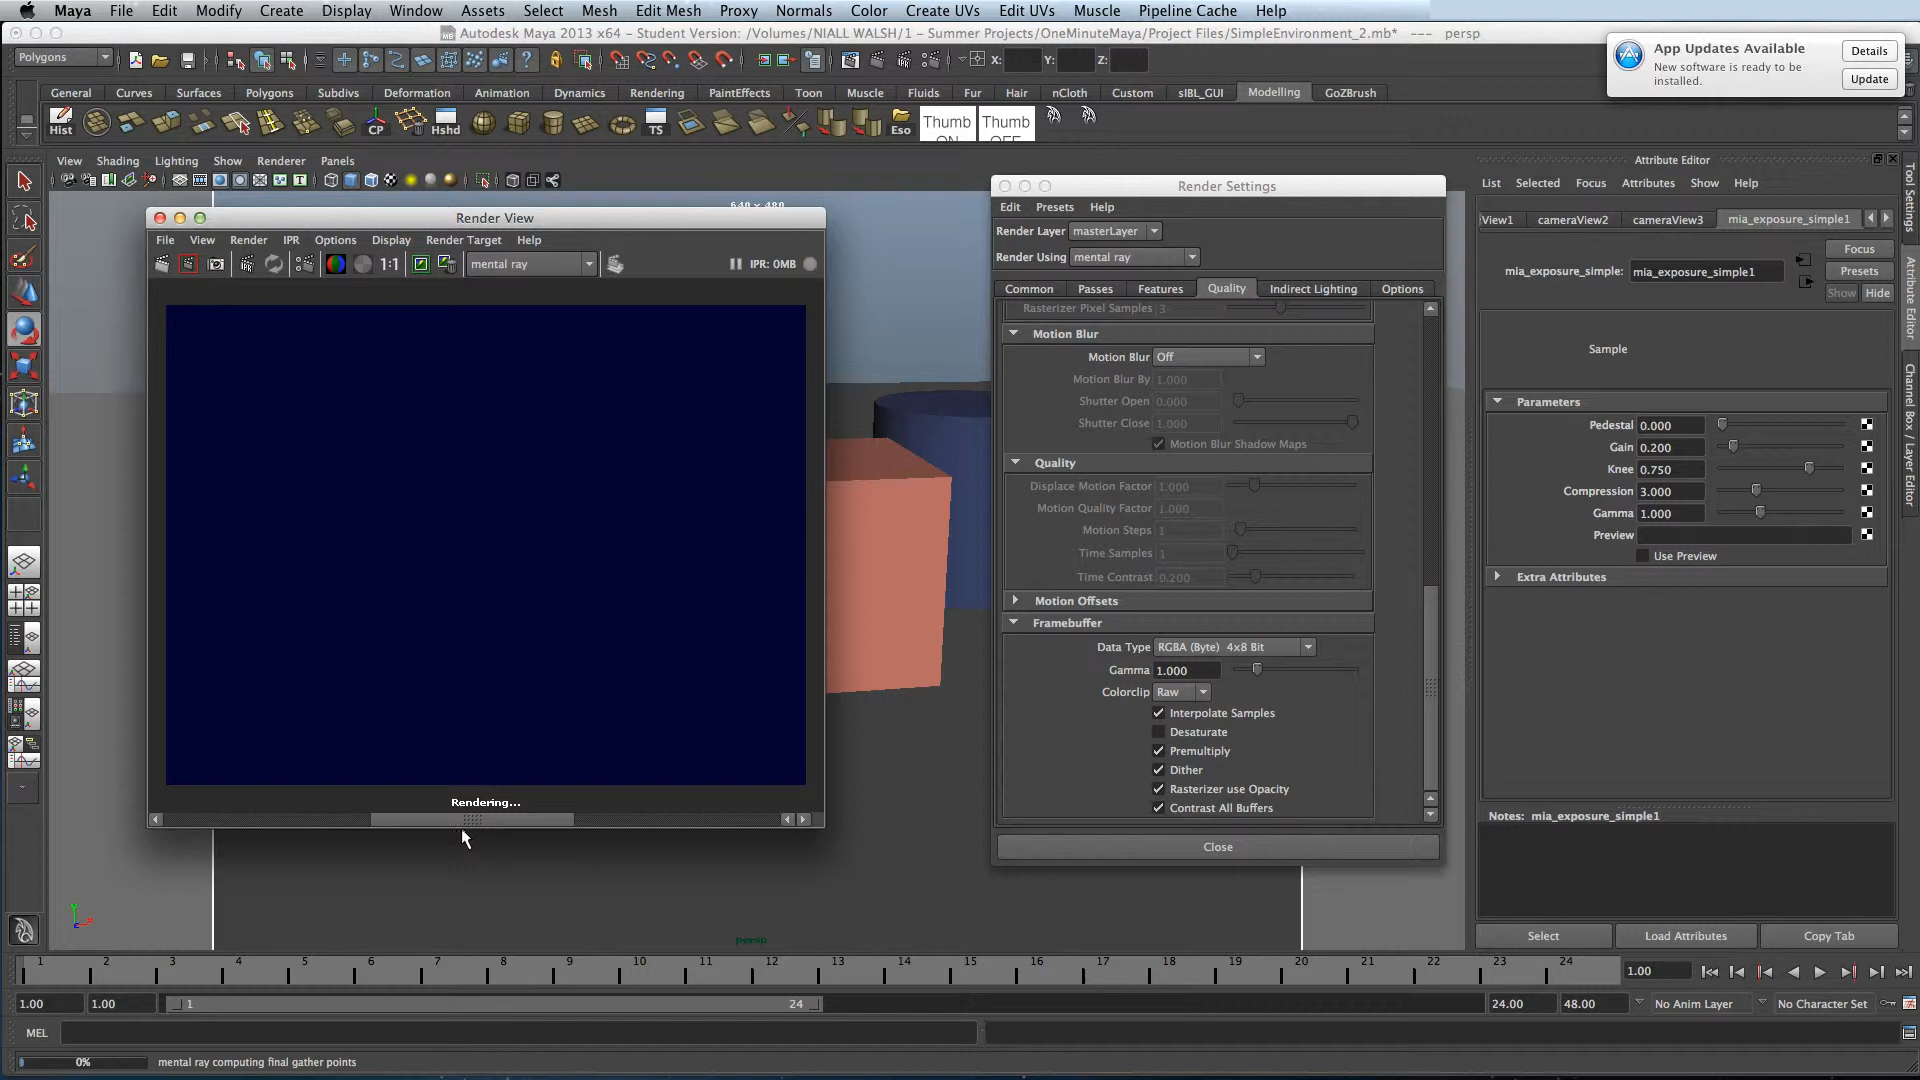 Maya File Edit Modify Create Display Window Assets Select Mesh Edit Mesh Proxy Normals Color Create UVs Edit UVs Muscle Pipeline Cache Help
Autodesk Maya 2013 x64 - Student Version: /Volumes/NIALL WALSH/1 - Summer Projects/OneMinuteMaya/Project Files/SimpleEnvironment_2.mb* --- persp
Polygons X: Y: Z:
App Updates Available
New software is ready to be
installed.
Details
Update
General Curves Surfaces Polygons Subdivs Deformation Animation Dynamics Rendering PaintEffects Toon Muscle Fluids Fur Hair nCloth Custom sIBL_GUI Modelling GoZBrush
Hist CP Hshd TS Eso Thumb ON Thumb OFF
View Shading Lighting Show Renderer Panels
640 x 480
Render View
File View Render IPR Options Display Render Target Help
1:1 mental ray IPR: 0MB
Rendering...
persp
Render Settings
Edit Presets Help
Render Layer masterLayer
Render Using mental ray
Common Passes Features Quality Indirect Lighting Options
Rasterizer Pixel Samples 3
Motion Blur
Motion Blur Off
Motion Blur By 1.000
Shutter Open 0.000
Shutter Close 1.000
Motion Blur Shadow Maps
Quality
Displace Motion Factor 1.000
Motion Quality Factor 1.000
Motion Steps 1
Time Samples 1
Time Contrast 0.200
Motion Offsets
Framebuffer
Data Type RGBA (Byte) 4x8 Bit
Gamma 1.000
Colorclip Raw
Interpolate Samples
Desaturate
Premultiply
Dither
Rasterizer use Opacity
Contrast All Buffers
Close
Attribute Editor
List Selected Focus Attributes Show Help
View1 cameraView2 cameraView3 mia_exposure_simple1
mia_exposure_simple: mia_exposure_simple1
Focus
Presets
Show Hide
Sample
Parameters
Pedestal 0.000
Gain 0.200
Knee 0.750
Compression 3.000
Gamma 1.000
Preview
Use Preview
Extra Attributes
Notes: mia_exposure_simple1
Select Load Attributes Copy Tab
Tool Settings
Attribute Editor
Channel Box / Layer Editor
1 2 3 4 5 6 7 8 9 10 11 12 13 14 15 16 17 18 19 20 21 22 23 24 1.00
1.00 1.00 1 24 24.00 48.00 No Anim Layer No Character Set
MEL
0% mental ray computing final gather points